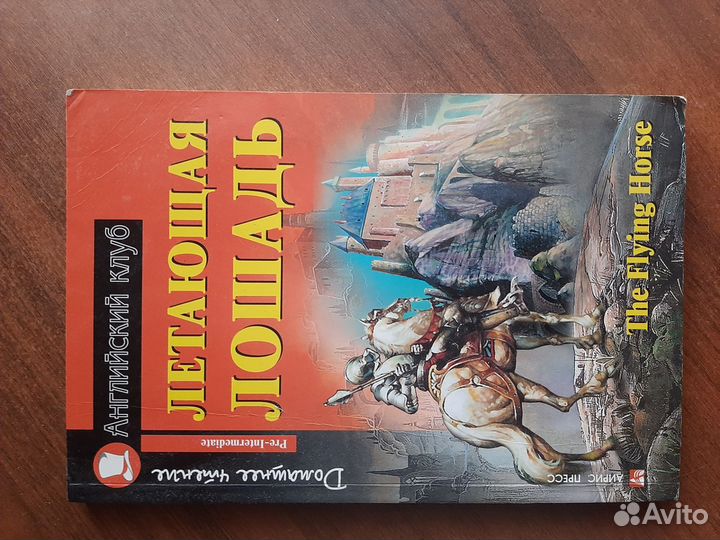 Английский клуб
Домашнее чтение
Pre-Intermediate
ЛЕТАЮЩАЯ
ЛОШАДЬ
The Flying Horse
АЙРИС ПРЕСС
Avito